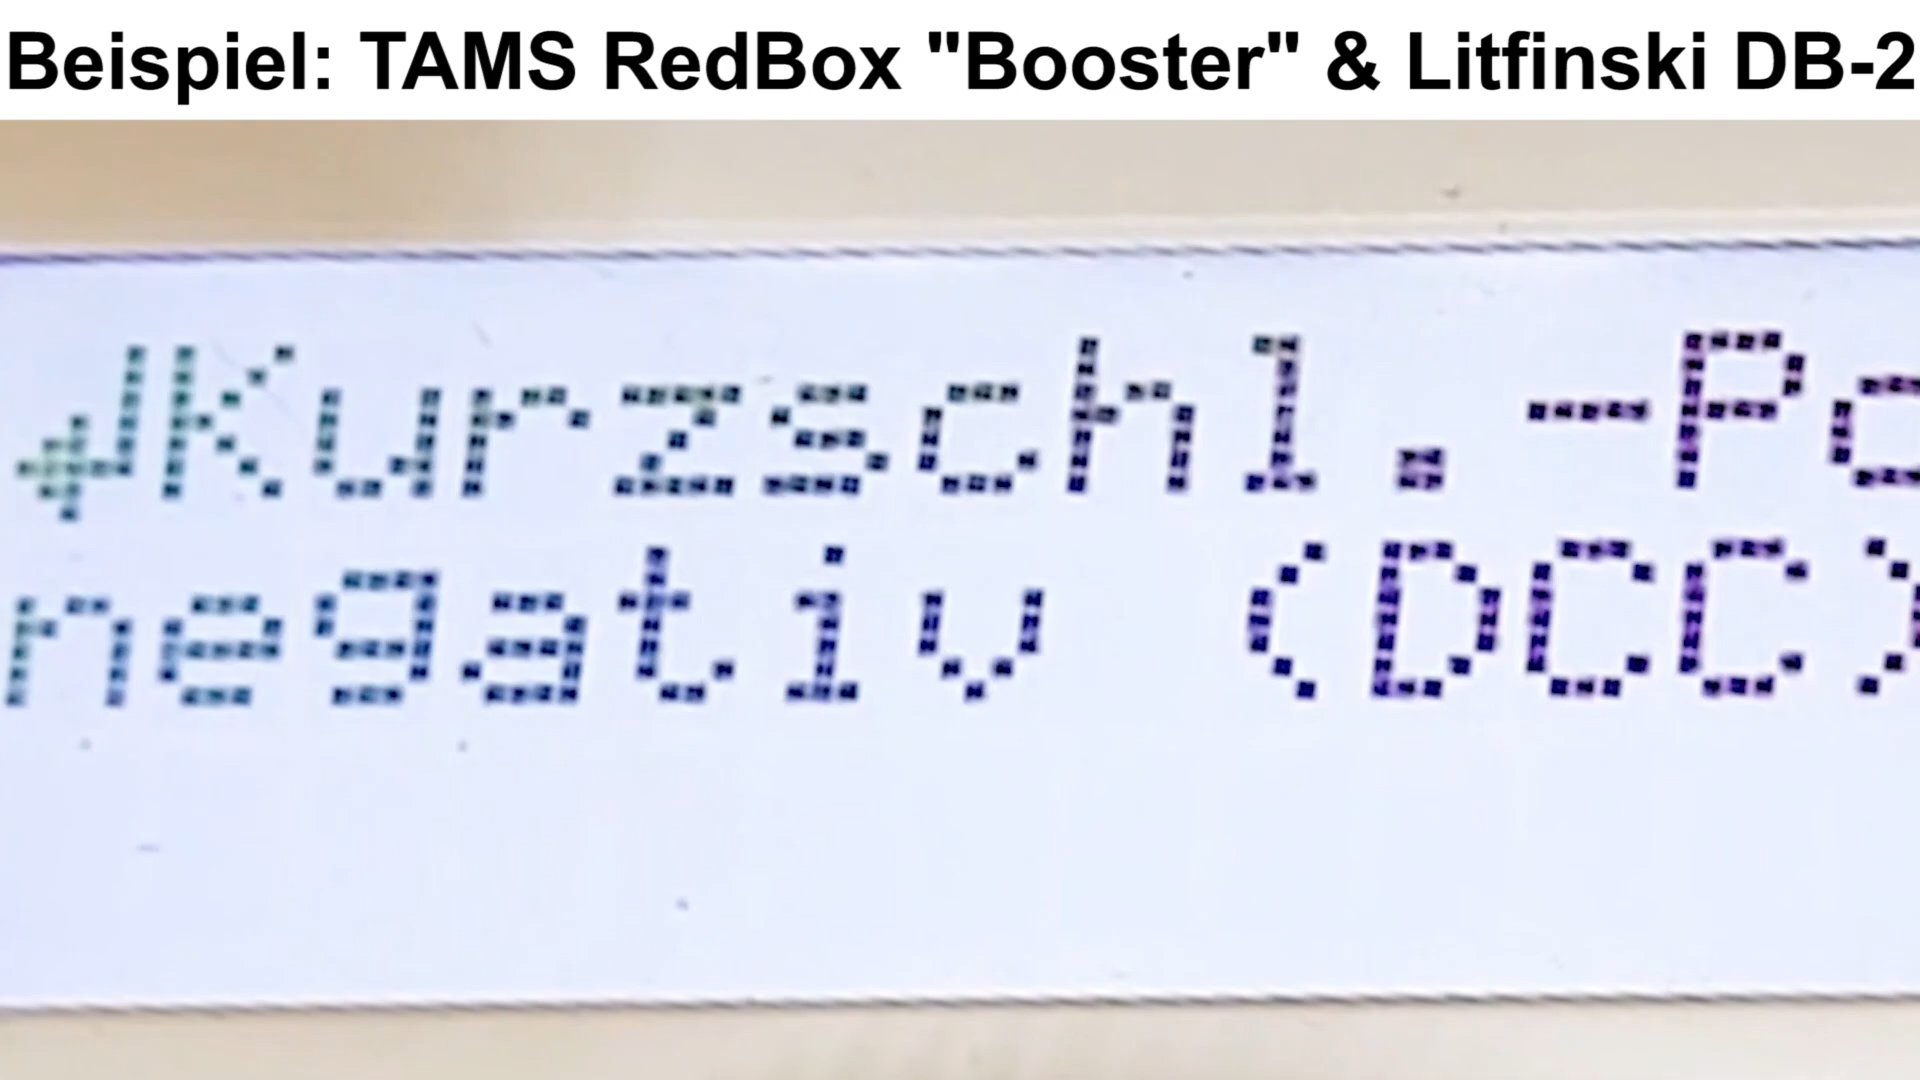 Beispiel: TAMS RedBox "Booster" & Litfinski DB-2
↲Kurzschl.-Po
negativ (DCC)